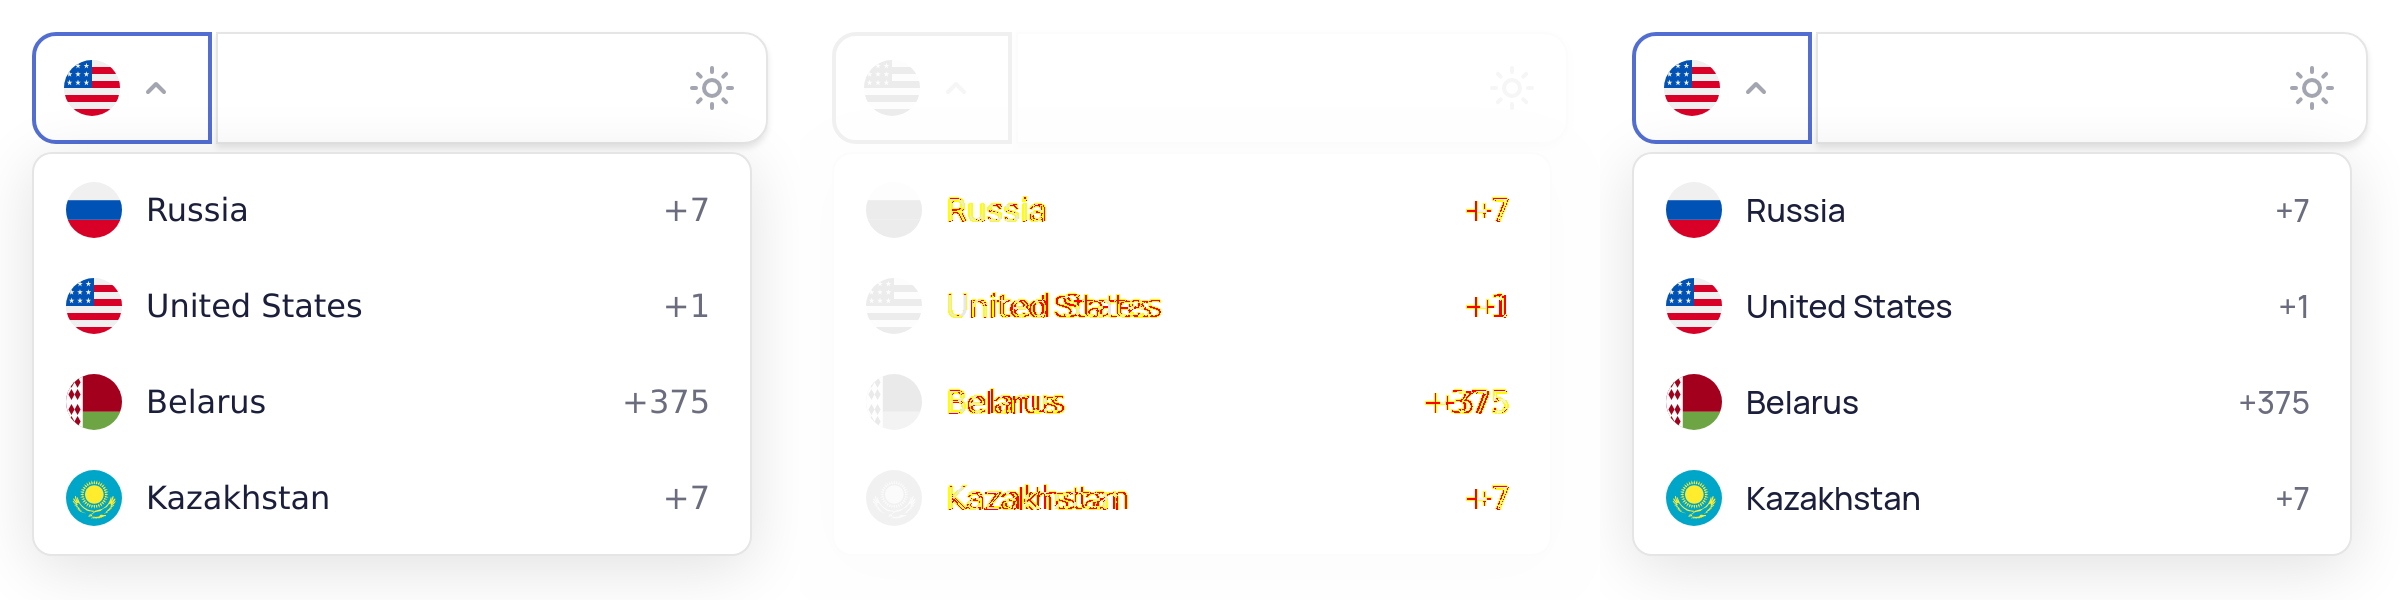 Russia +7 Russia +7 Russia +7
United States +1 United States +1 United States +1
Belarus +375 Belarus +375 Belarus +375
Kazakhstan +7 Kazakhstan +7 Kazakhstan +7